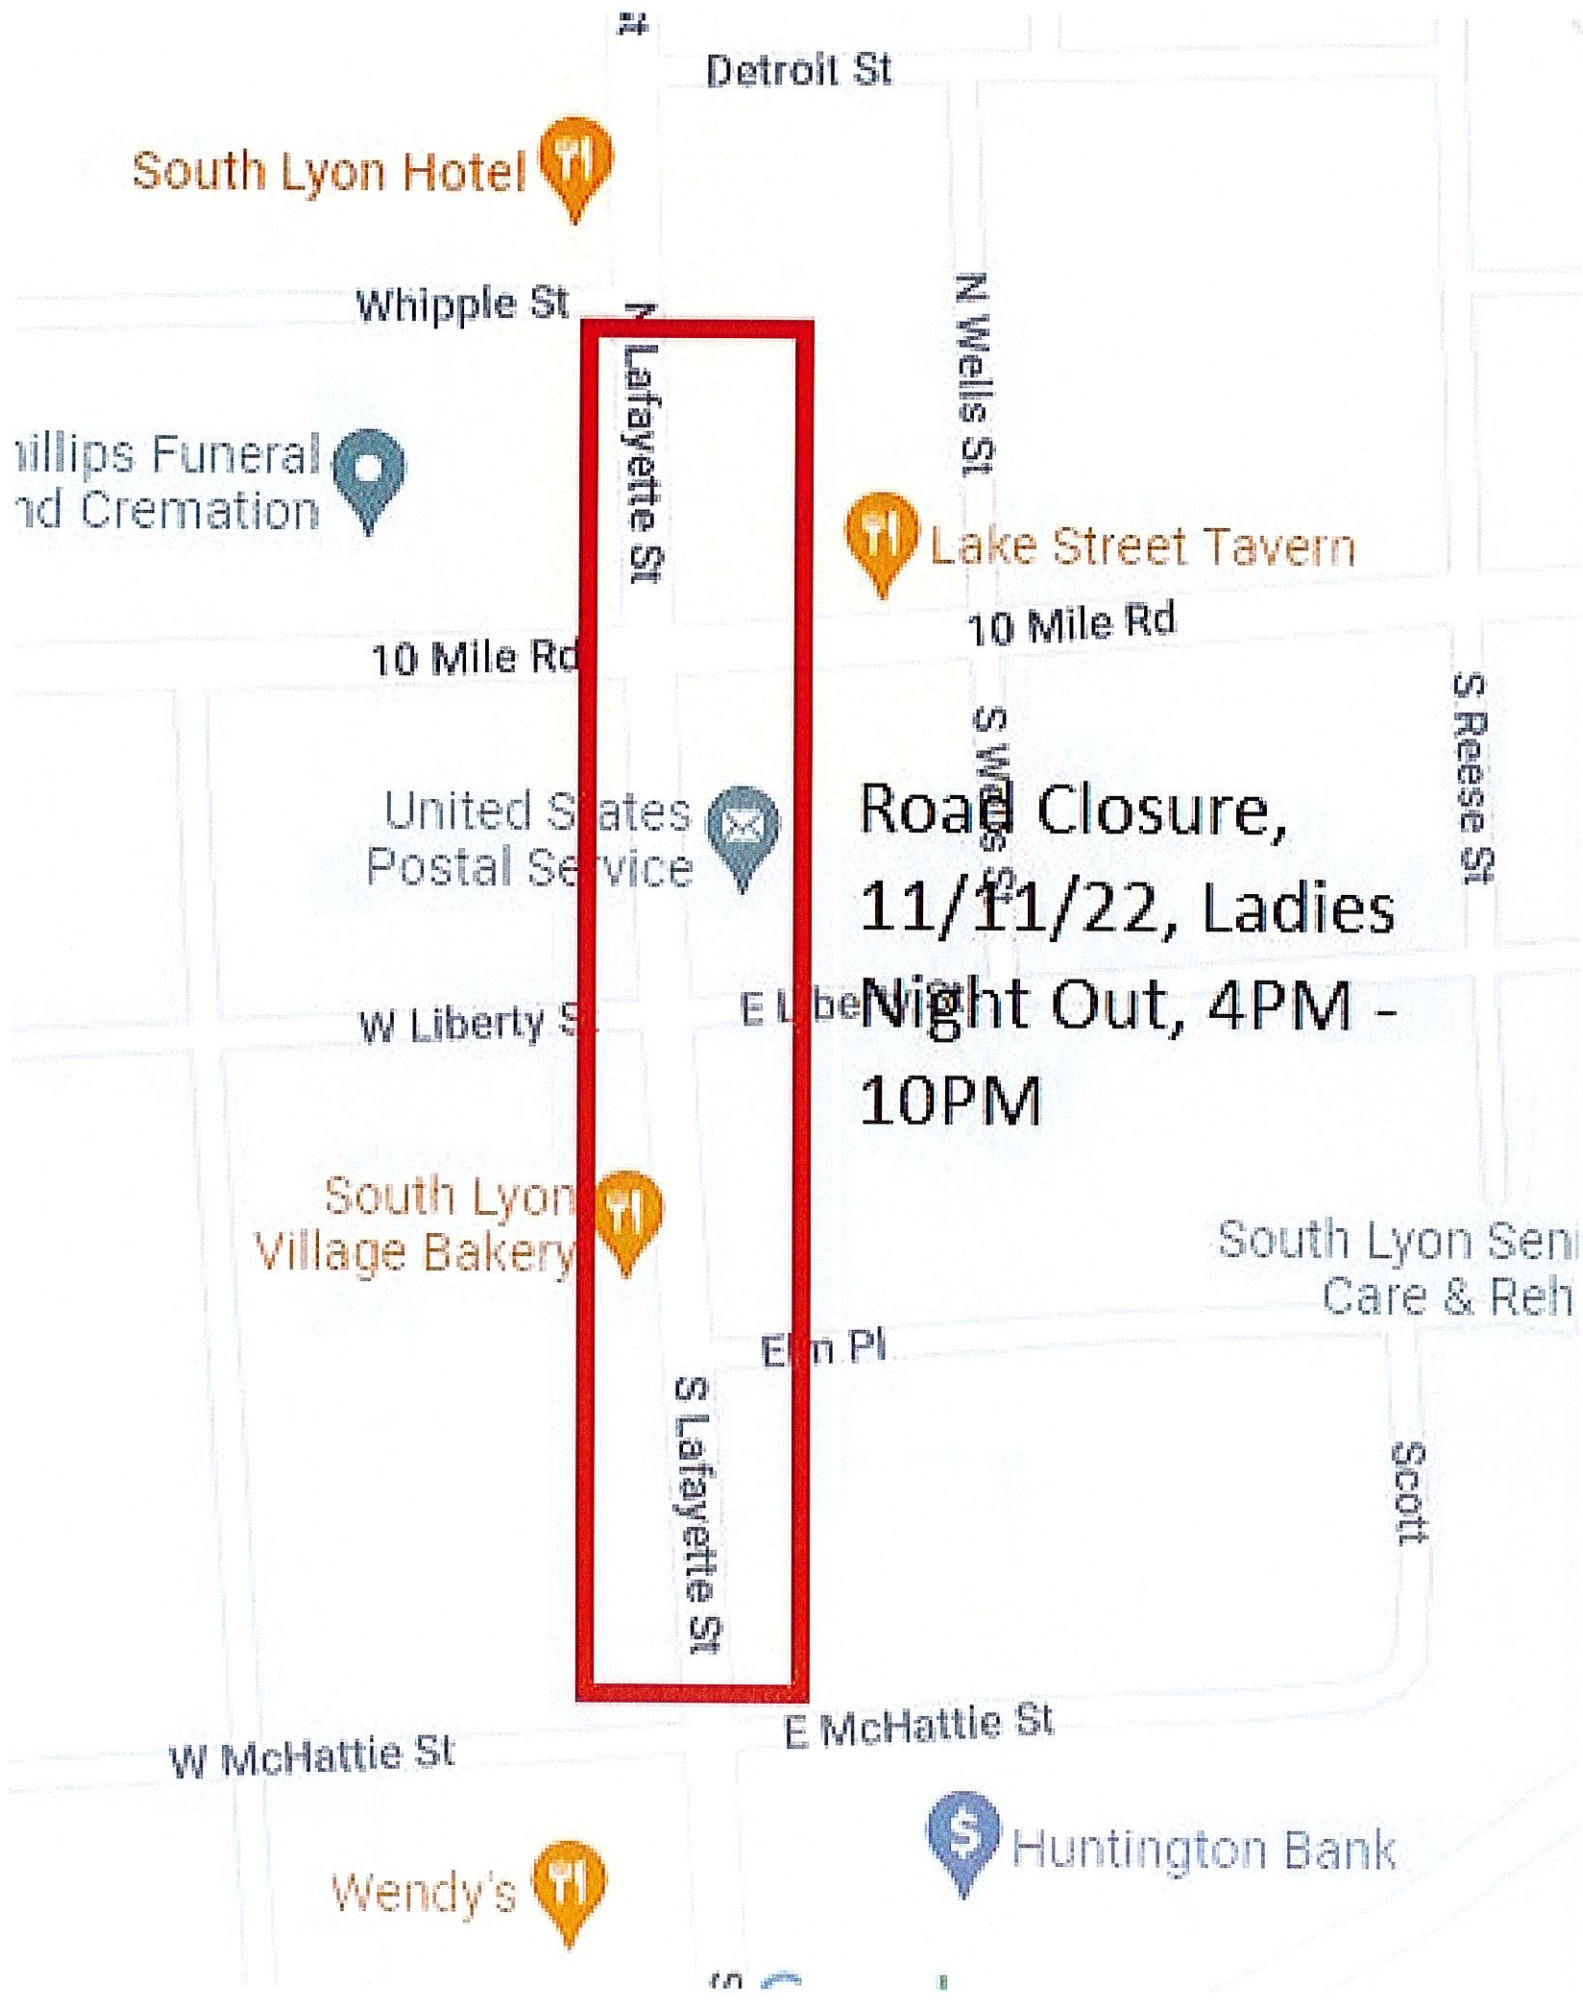 Detroit St
South Lyon Hotel
Whipple St
N Lafayette St
N Wells St
illips Funeral
nd Cremation
Lake Street Tavern
10 Mile Rd
10 Mile Rd
S Reese St
United States
Postal Service
S Wells St
Road Closure,
11/11/22, Ladies
Night Out, 4PM -
10PM
W Liberty S
E Libe
South Lyon
Village Bakery
South Lyon Seni
Care & Reh
Elm Pl
S Lafayette St
Scott
E McHattie St
W McHattie St
Huntington Bank
Wendy's
S